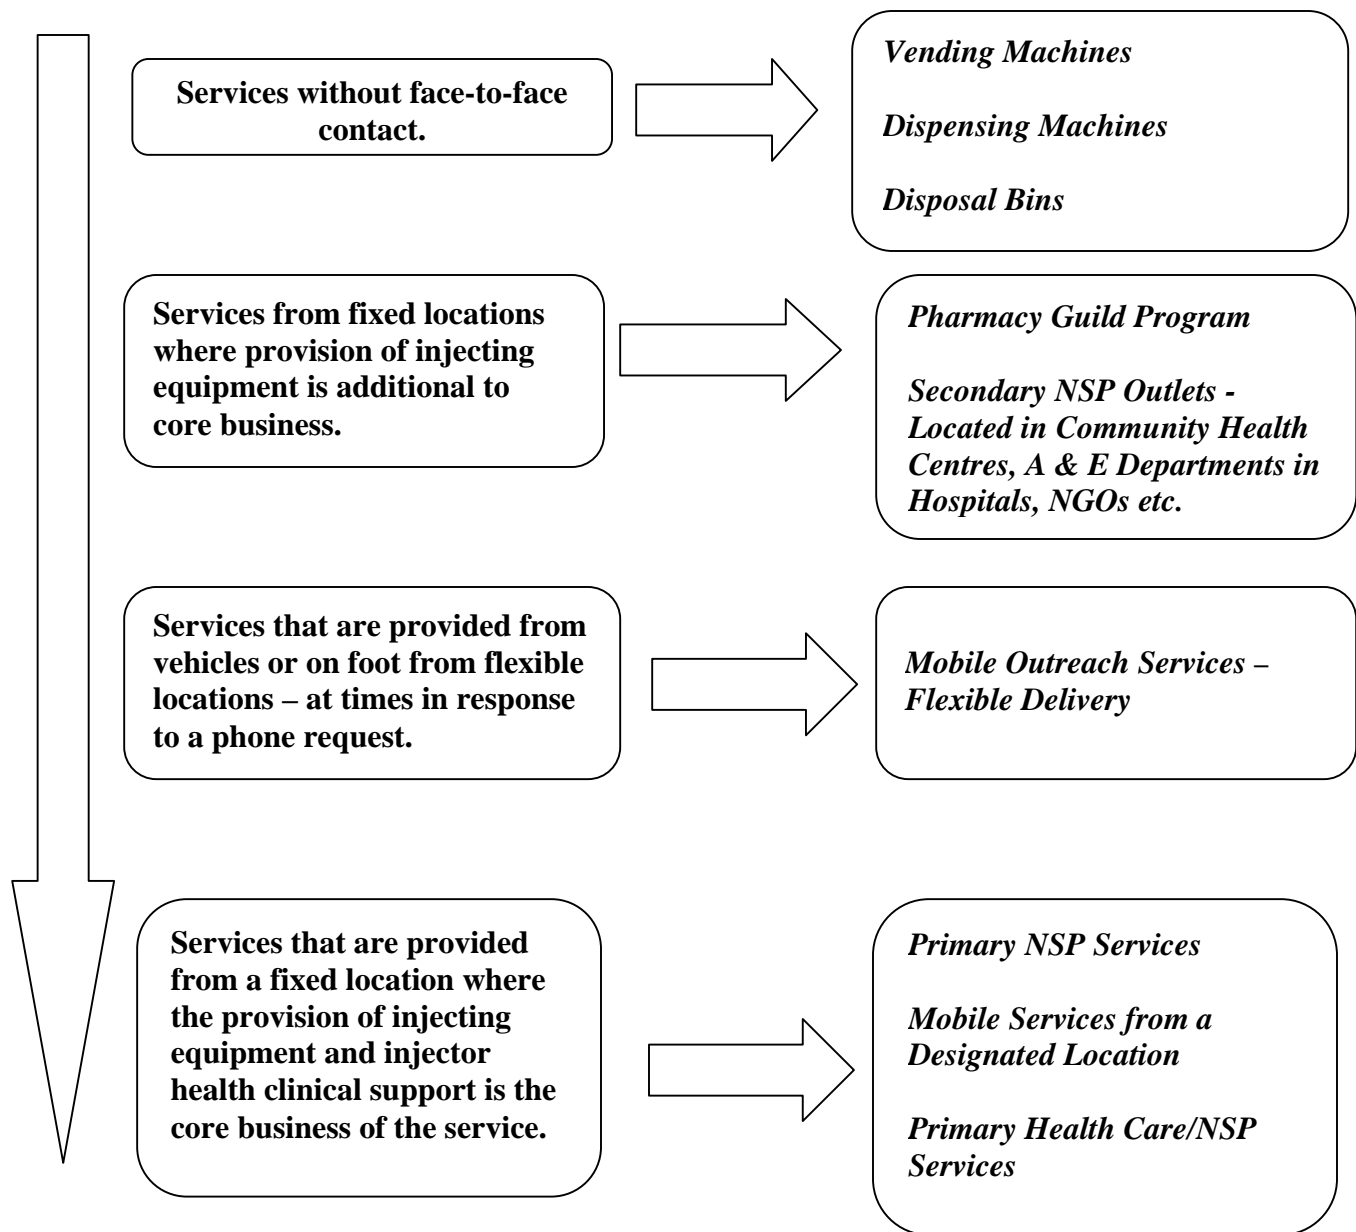 Services without face-to-face
contact.
Vending Machines
Dispensing Machines
Disposal Bins
Services from fixed locations
where provision of injecting
equipment is additional to
core business.
Pharmacy Guild Program
Secondary NSP Outlets -
Located in Community Health
Centres, A & E Departments in
Hospitals, NGOs etc.
Services that are provided from
vehicles or on foot from flexible
locations – at times in response
to a phone request.
Mobile Outreach Services –
Flexible Delivery
Services that are provided
from a fixed location where
the provision of injecting
equipment and injector
health clinical support is the
core business of the service.
Primary NSP Services
Mobile Services from a
Designated Location
Primary Health Care/NSP
Services